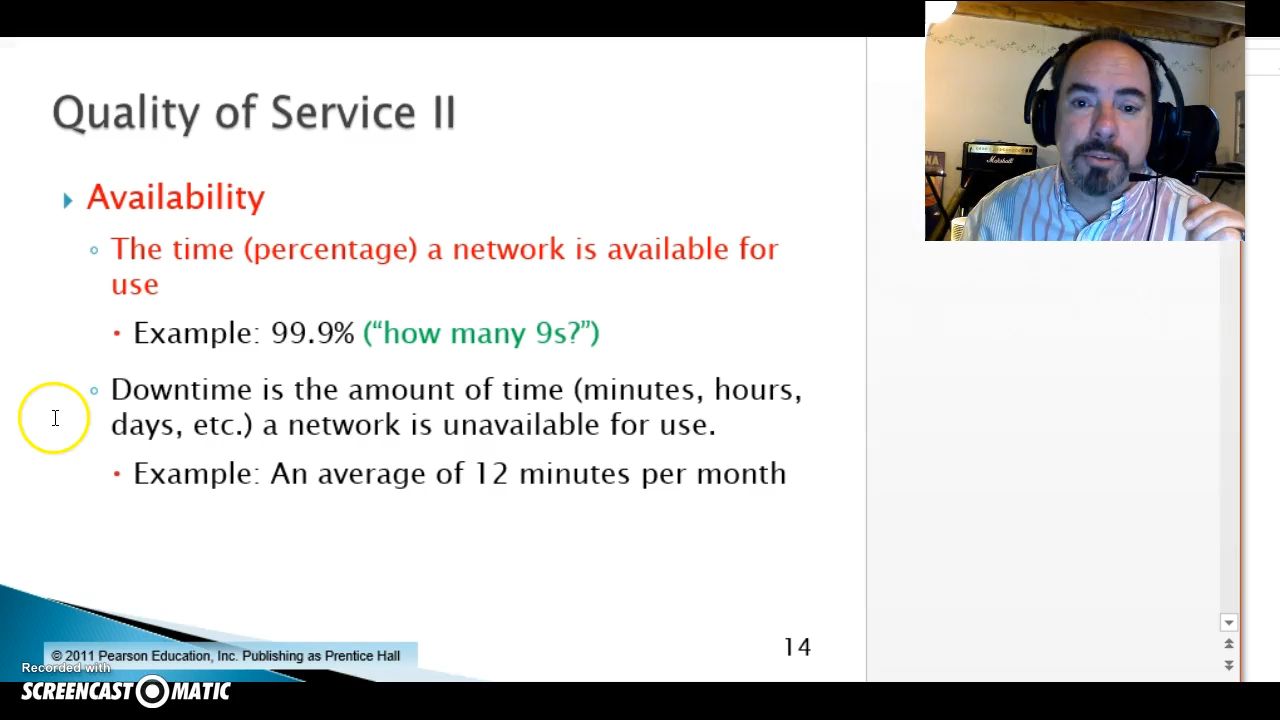 Quality of Service II
Availability
The time (percentage) a network is available for
use
Example: 99.9% (“how many 9s?”)
Downtime is the amount of time (minutes, hours,
days, etc.) a network is unavailable for use.
Example: An average of 12 minutes per month
© 2011 Pearson Education, Inc. Publishing as Prentice Hall
14
Recorded with
SCREENCAST MATIC
Marshall
NA